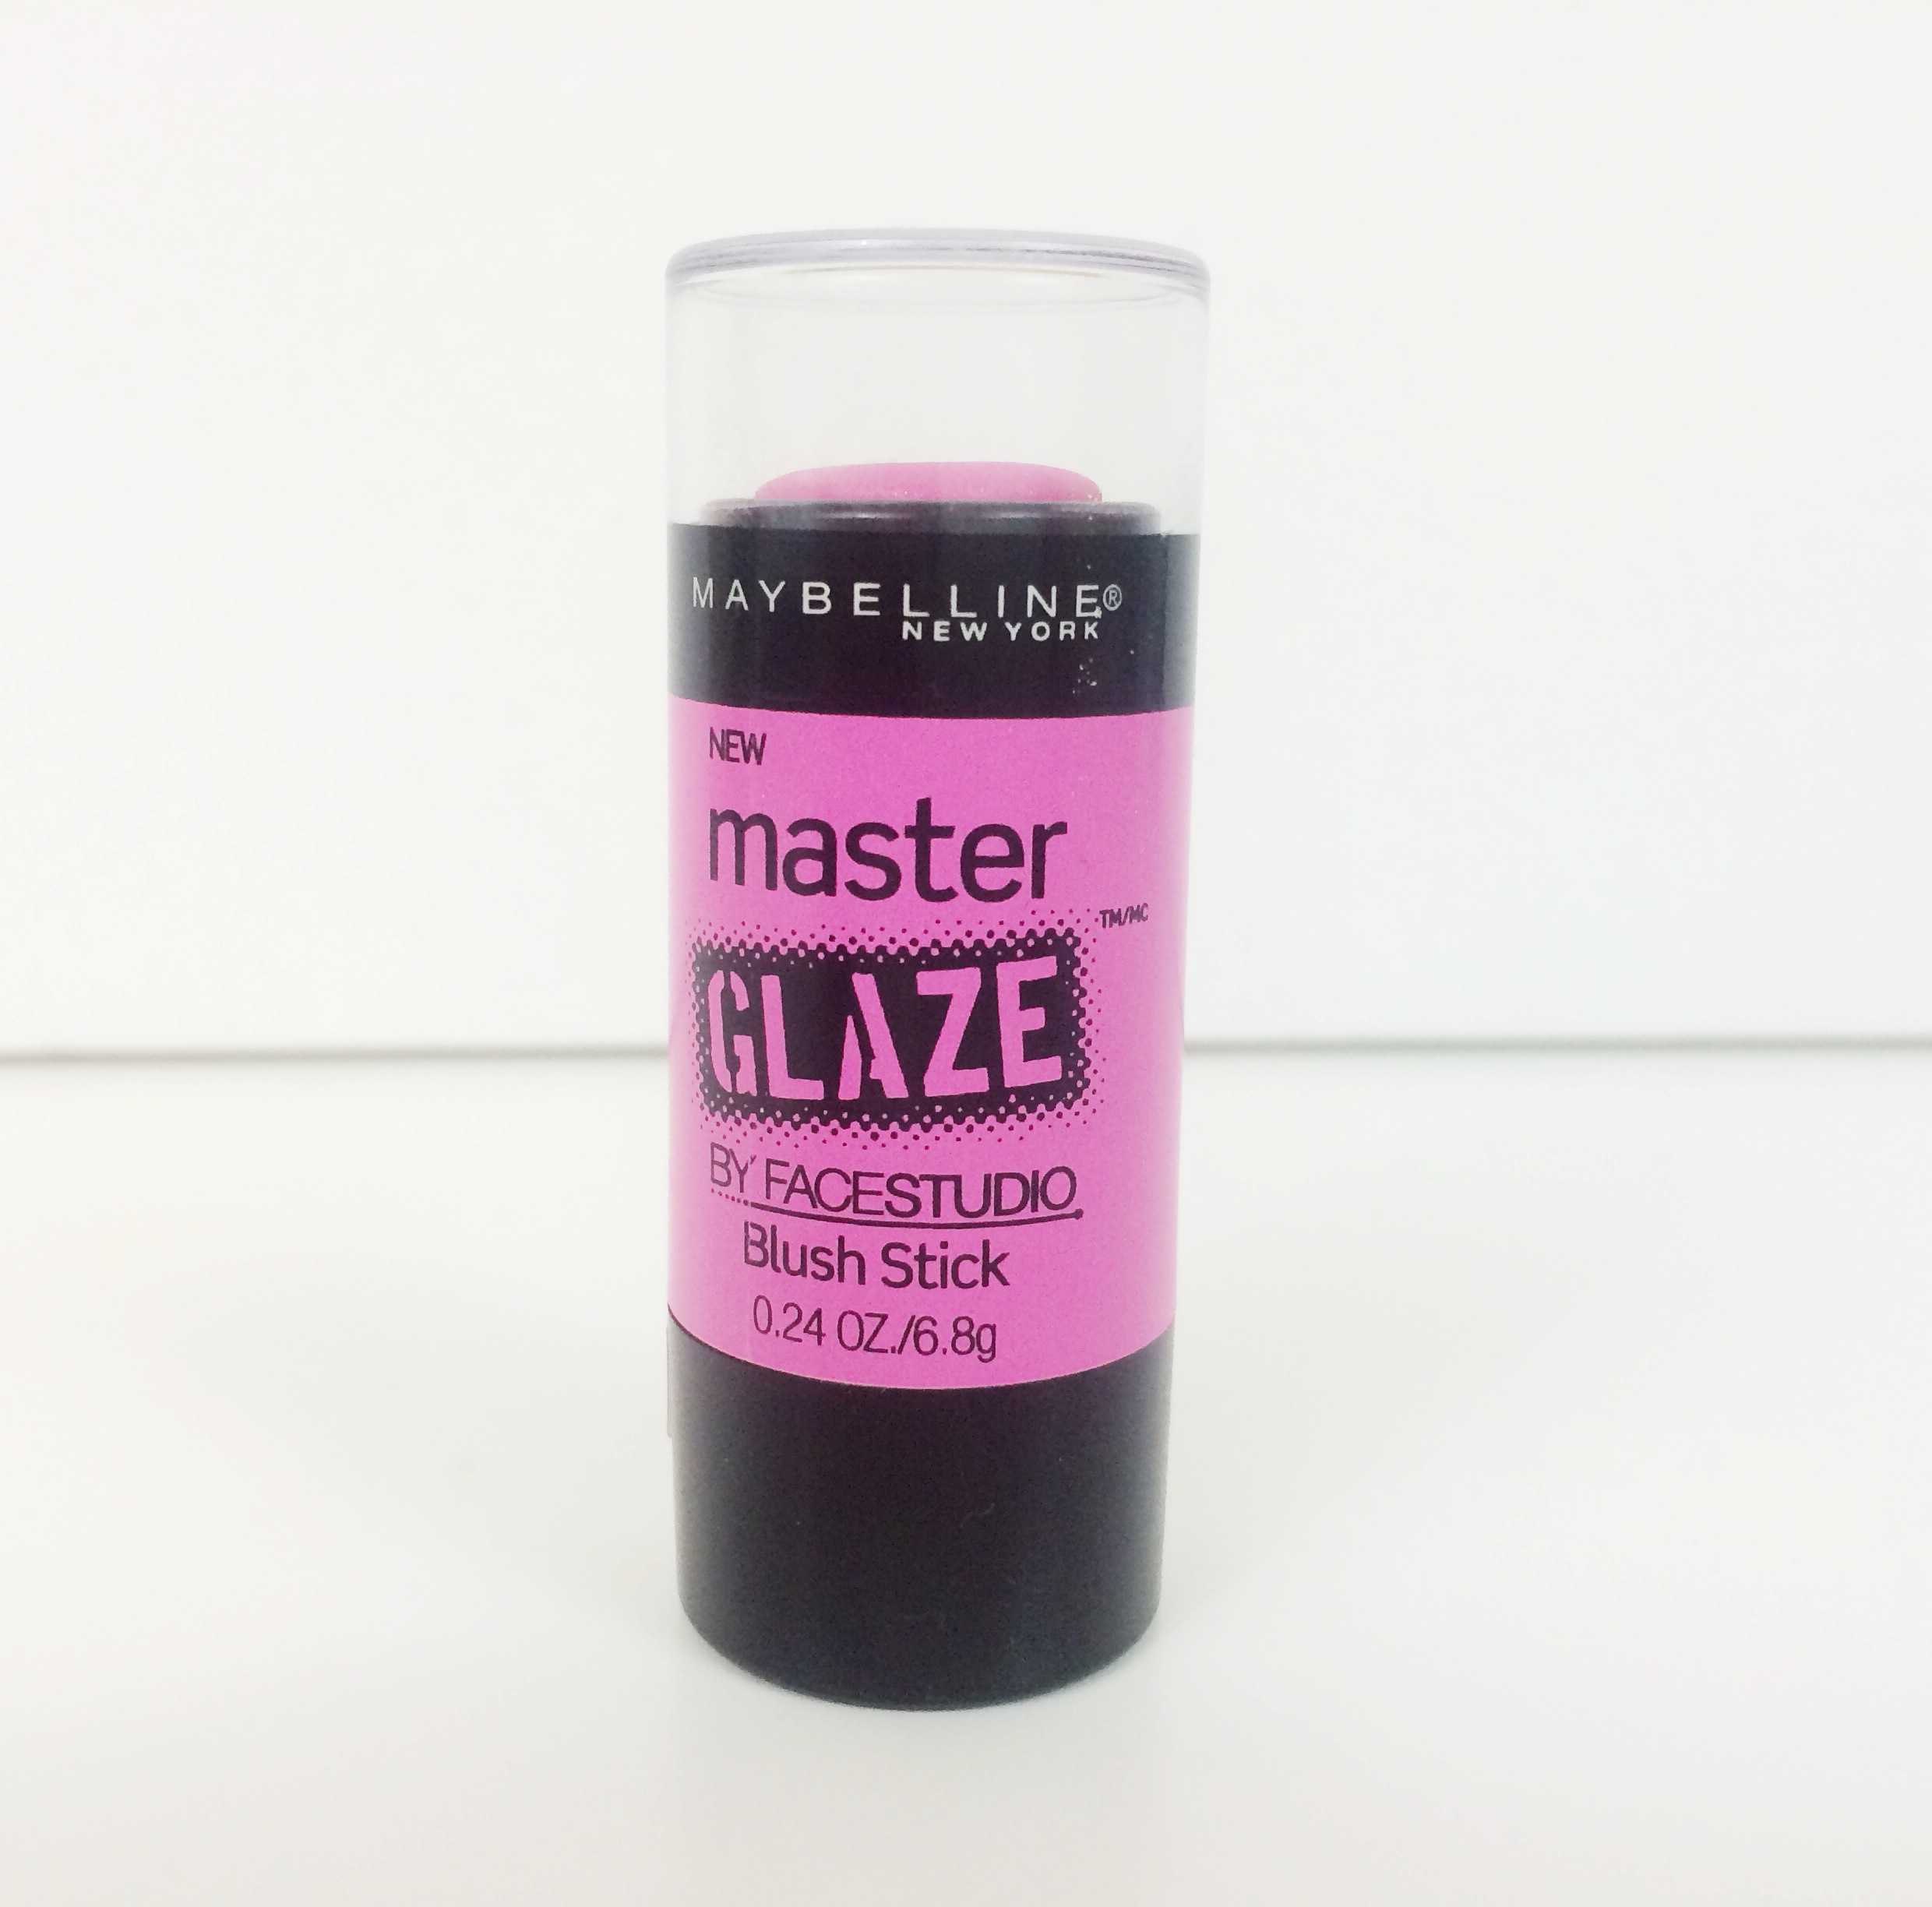 MAYBELLINE®
NEW YORK
NEW
master
TM/MC
GLAZE
BY FACESTUDIO
Blush Stick
0.24 OZ./6.8g